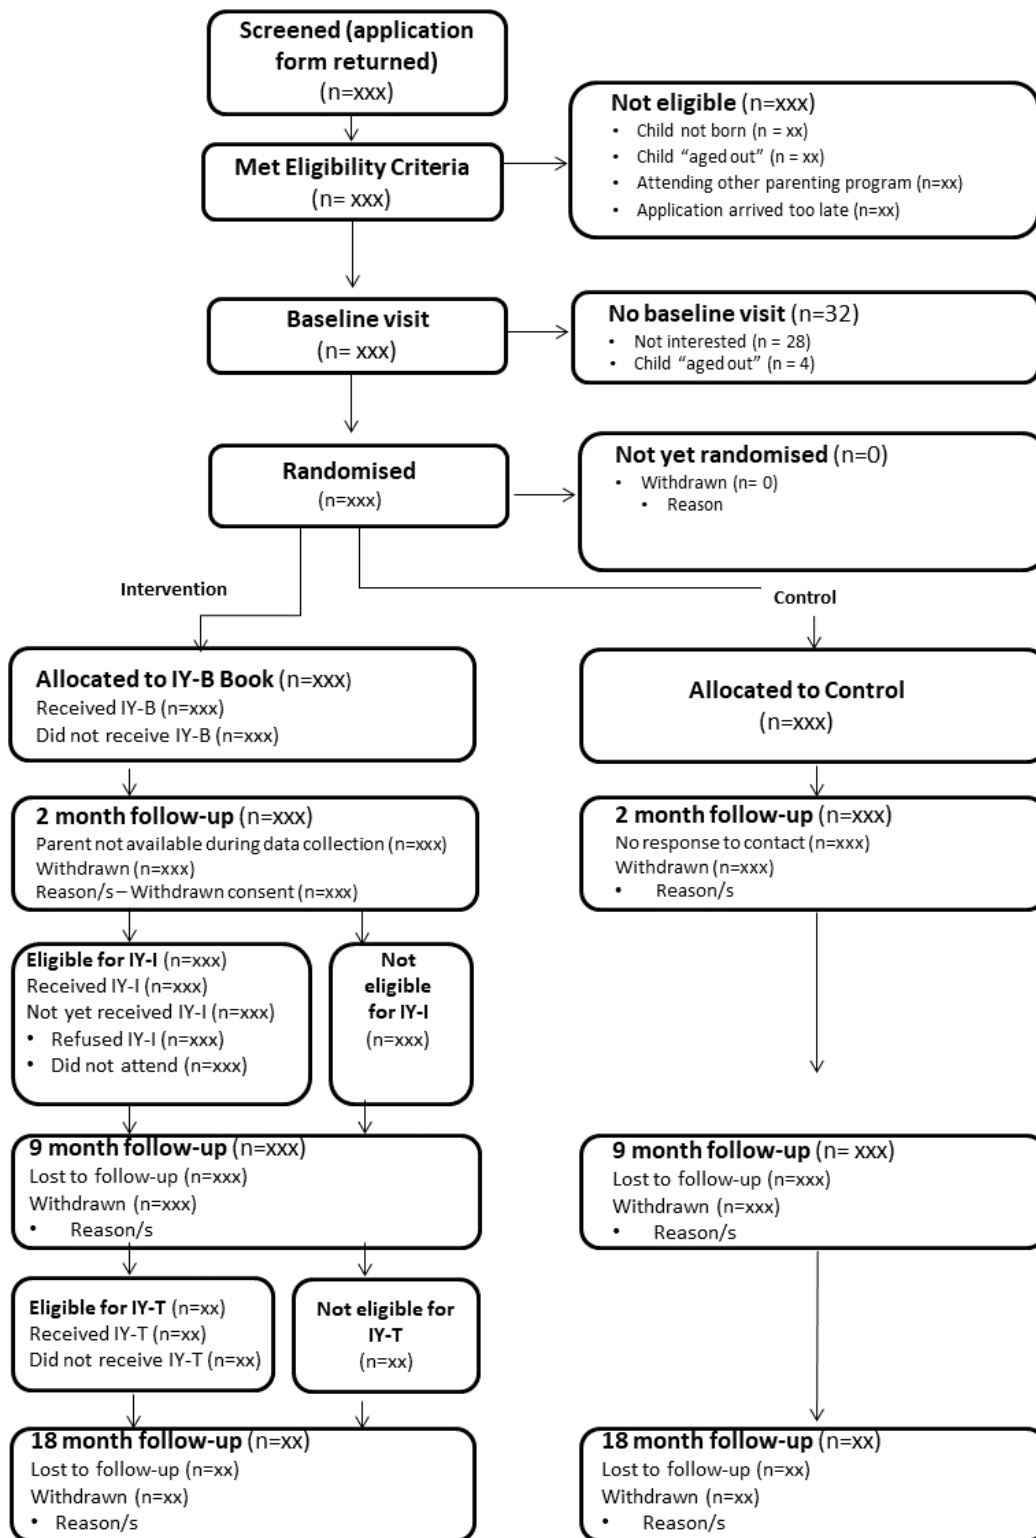 Screened (application
form returned)
(n=xxx)
Not eligible (n=xxx)
• Child not born (n = xx)
• Child “aged out” (n = xx)
• Attending other parenting program (n=xx)
• Application arrived too late (n=xx)
Met Eligibility Criteria
(n= xxx)
Baseline visit
(n= xxx)
No baseline visit (n=32)
• Not interested (n = 28)
• Child “aged out” (n = 4)
Randomised
(n=xxx)
Not yet randomised (n=0)
• Withdrawn (n= 0)
• Reason
Intervention
Control
Allocated to IY-B Book (n=xxx)
Received IY-B (n=xxx)
Did not receive IY-B (n=xxx)
Allocated to Control
(n=xxx)
2 month follow-up (n=xxx)
Parent not available during data collection (n=xxx)
Withdrawn (n=xxx)
Reason/s – Withdrawn consent (n=xxx)
2 month follow-up (n=xxx)
No response to contact (n=xxx)
Withdrawn (n=xxx)
• Reason/s
Eligible for IY-I (n=xxx)
Received IY-I (n=xxx)
Not yet received IY-I (n=xxx)
• Refused IY-I (n=xxx)
• Did not attend (n=xxx)
Not
eligible
for IY-I
(n=xxx)
9 month follow-up (n=xxx)
Lost to follow-up (n=xxx)
Withdrawn (n=xxx)
• Reason/s
9 month follow-up (n= xxx)
Lost to follow-up (n=xxx)
Withdrawn (n=xxx)
• Reason/s
Eligible for IY-T (n=xx)
Received IY-T (n=xx)
Did not receive IY-T (n=xx)
Not eligible for
IY-T
(n=xx)
18 month follow-up (n=xx)
Lost to follow-up (n=xx)
Withdrawn (n=xx)
• Reason/s
18 month follow-up (n=xx)
Lost to follow-up (n=xx)
Withdrawn (n=xx)
• Reason/s